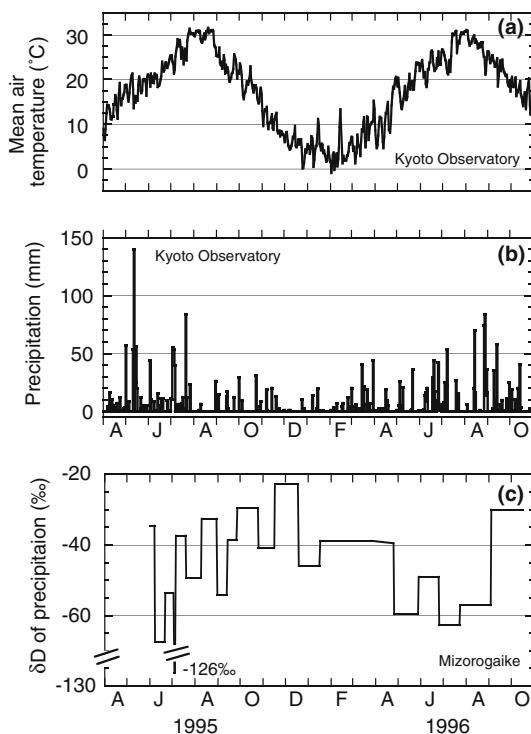 (a)
Mean air
temperature (˚C)
30
20
10
0
Kyoto Observatory
(b)
Kyoto Observatory
Precipitation (mm)
150
100
50
0
A J A O D F A J A O
(c)
δD of precipitaion (‰)
-20
-40
-60
-130
-126‰
Mizorogaike
A J A O D F A J A O
1995 1996